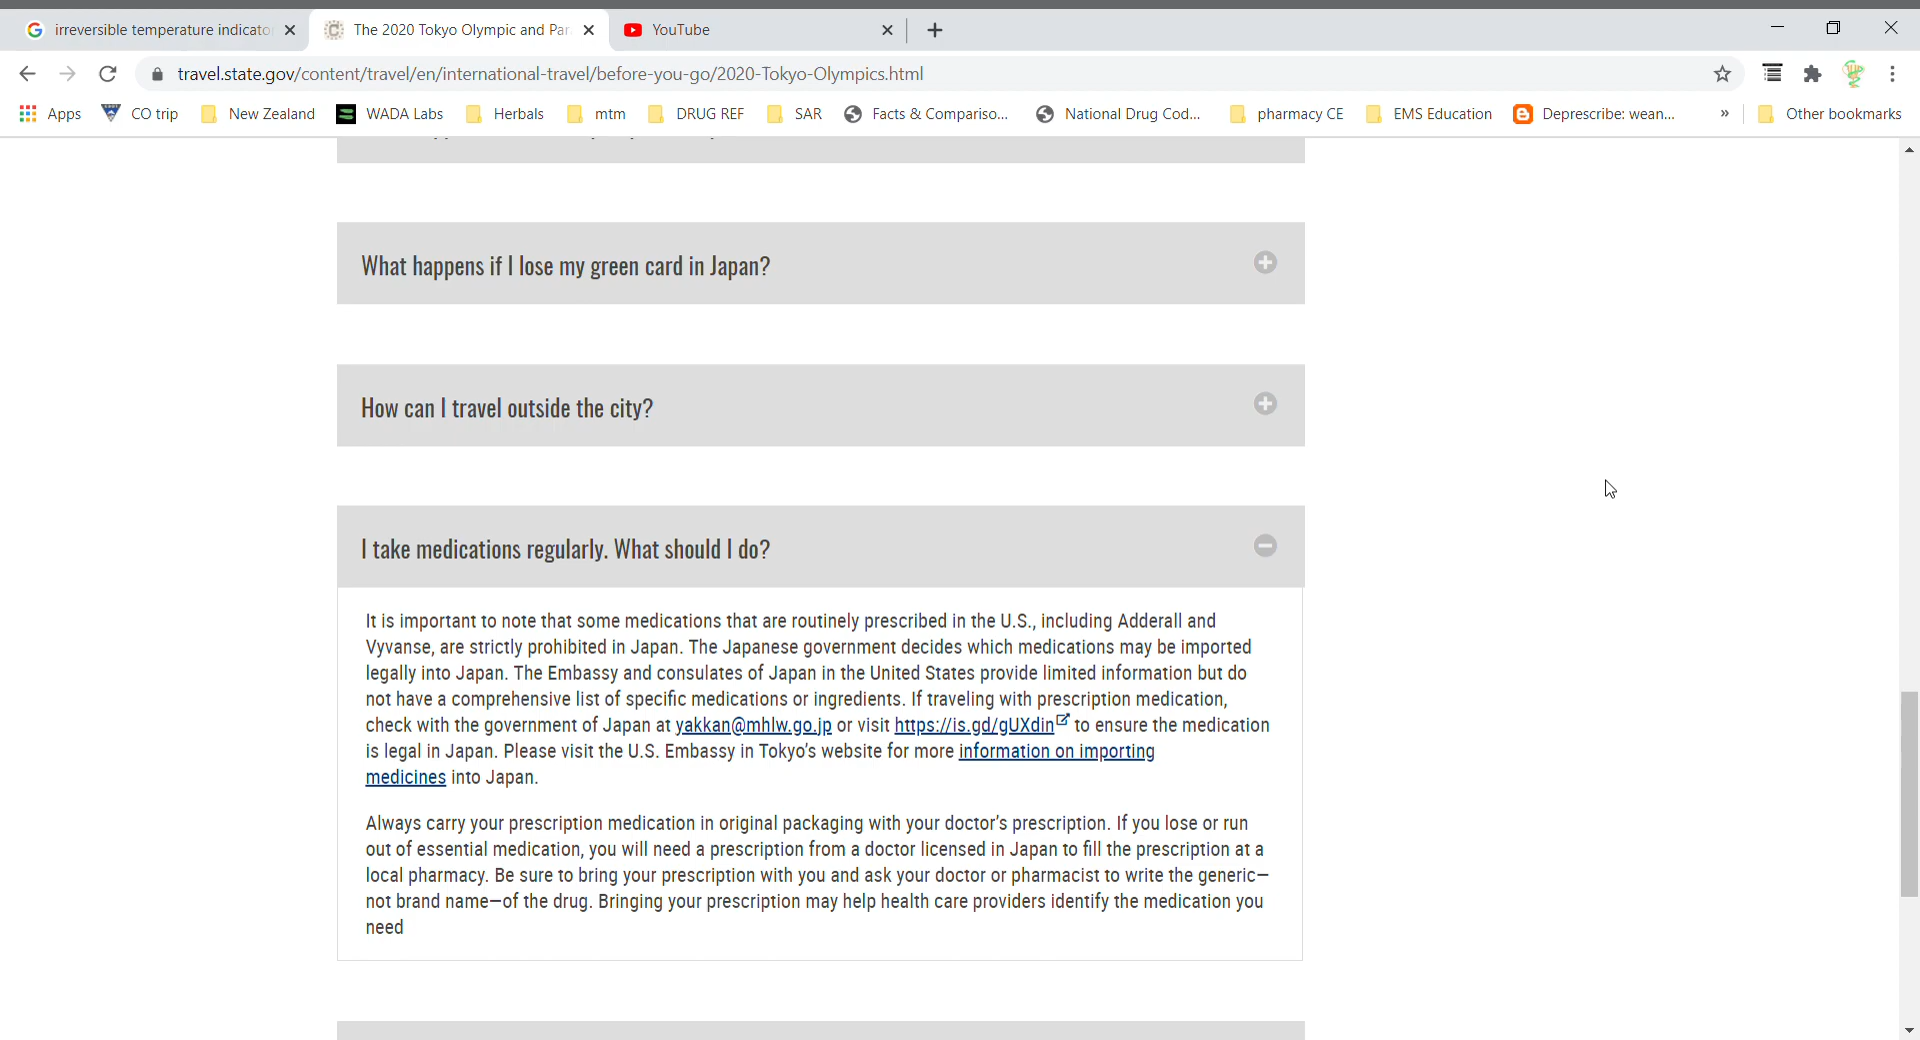 irreversible temperature indicator
The 2020 Tokyo Olympic and Par
YouTube
travel.state.gov/content/travel/en/international-travel/before-you-go/2020-Tokyo-Olympics.html
Apps
CO trip
New Zealand
WADA Labs
Herbals
mtm
DRUG REF
SAR
Facts & Compariso...
National Drug Cod...
pharmacy CE
EMS Education
Deprescribe: wean...
»
Other bookmarks
What happens if I lose my green card in Japan?
How can I travel outside the city?
I take medications regularly. What should I do?
It is important to note that some medications that are routinely prescribed in the U.S., including Adderall and
Vyvanse, are strictly prohibited in Japan. The Japanese government decides which medications may be imported
legally into Japan. The Embassy and consulates of Japan in the United States provide limited information but do
not have a comprehensive list of specific medications or ingredients. If traveling with prescription medication,
check with the government of Japan at yakkan@mhlw.go.jp or visit https://is.gd/gUXdin to ensure the medication
is legal in Japan. Please visit the U.S. Embassy in Tokyo's website for more information on importing
medicines into Japan.
Always carry your prescription medication in original packaging with your doctor's prescription. If you lose or run
out of essential medication, you will need a prescription from a doctor licensed in Japan to fill the prescription at a
local pharmacy. Be sure to bring your prescription with you and ask your doctor or pharmacist to write the generic—
not brand name—of the drug. Bringing your prescription may help health care providers identify the medication you
need